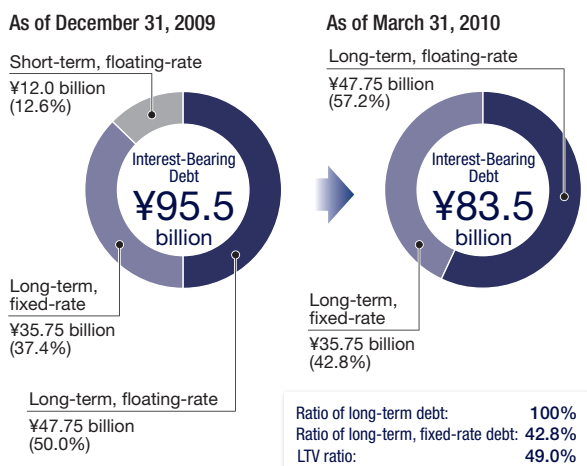 As of December 31, 2009
Short-term, floating-rate
¥12.0 billion
(12.6%)
Interest-Bearing
Debt
¥95.5
billion
Long-term,
fixed-rate
¥35.75 billion
(37.4%)
Long-term, floating-rate
¥47.75 billion
(50.0%)
As of March 31, 2010
Long-term, floating-rate
¥47.75 billion
(57.2%)
Interest-Bearing
Debt
¥83.5
billion
Long-term,
fixed-rate
¥35.75 billion
(42.8%)
Ratio of long-term debt: 100%
Ratio of long-term, fixed-rate debt: 42.8%
LTV ratio: 49.0%